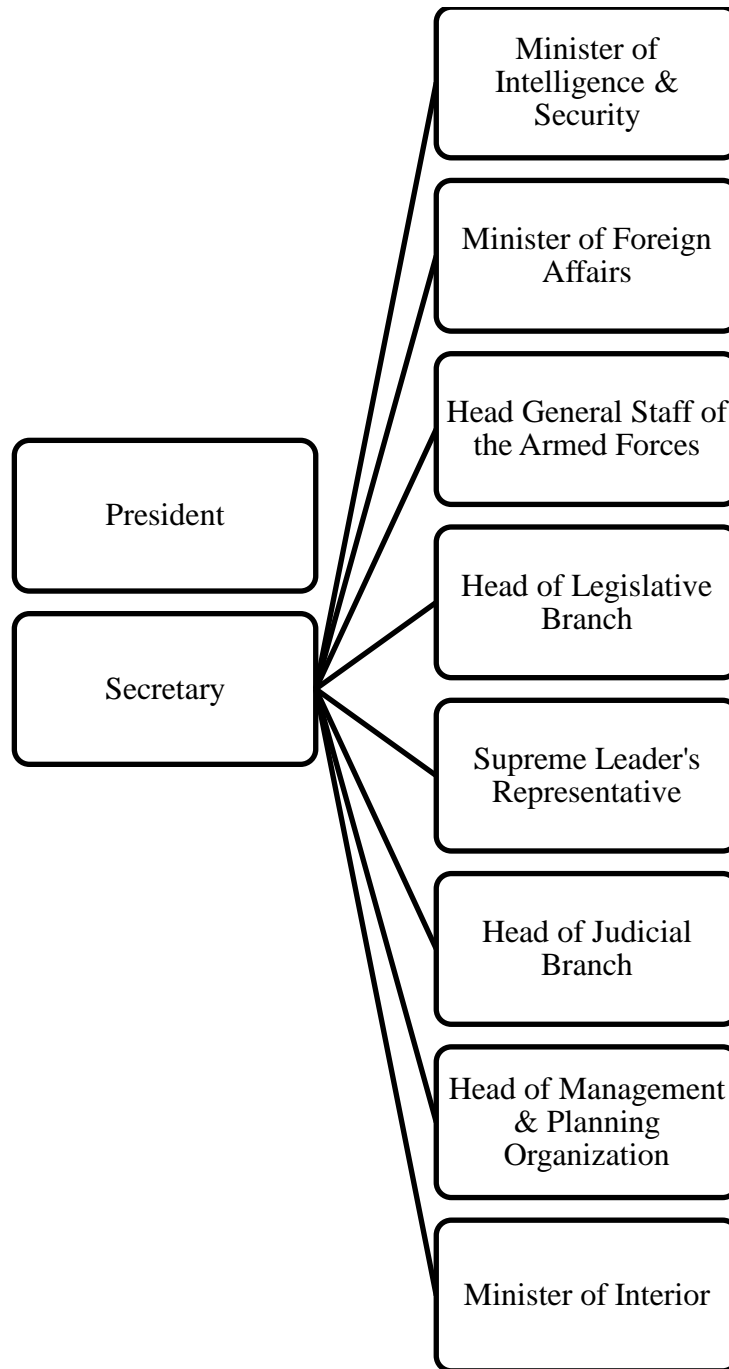 President
Secretary
Minister of
Intelligence &
Security
Minister of Foreign
Affairs
Head General Staff of
the Armed Forces
Head of Legislative
Branch
Supreme Leader's
Representative
Head of Judicial
Branch
Head of Management
& Planning
Organization
Minister of Interior